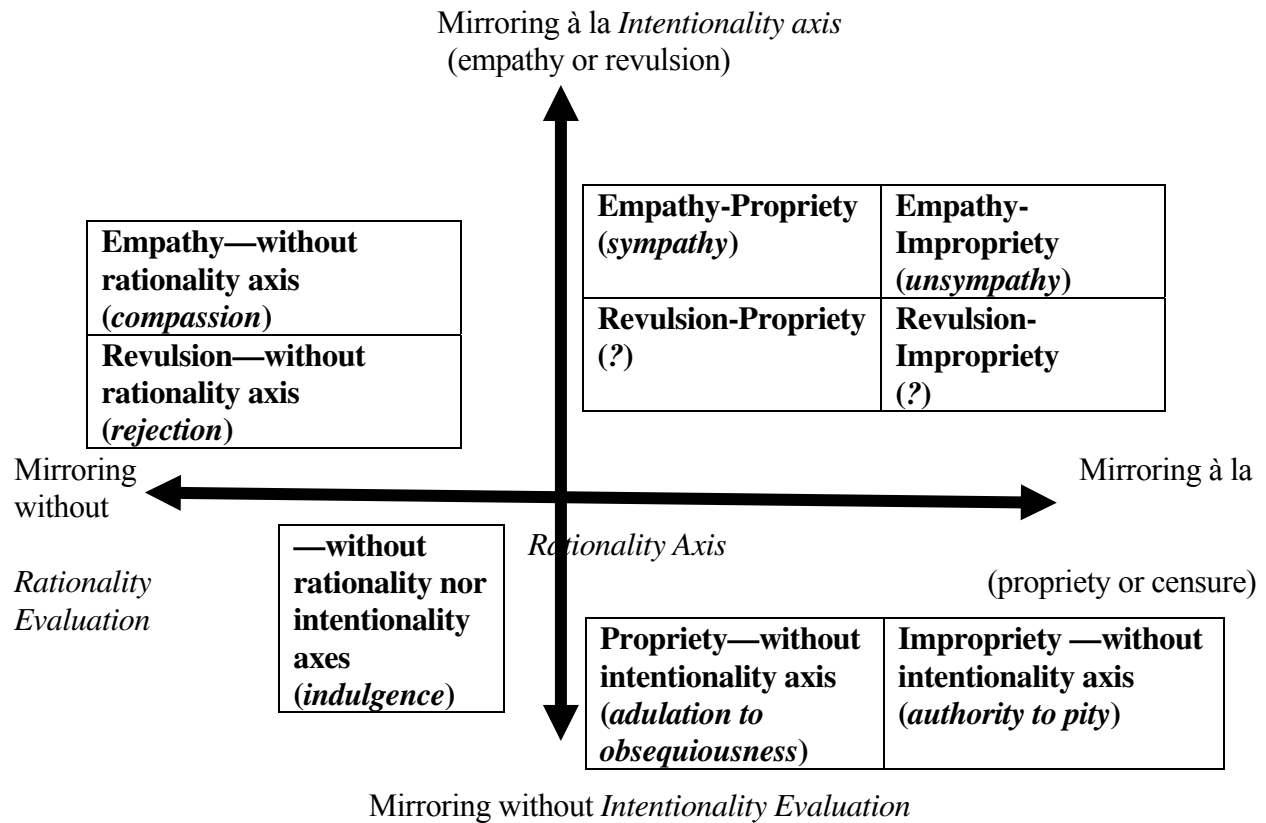 Mirroring à la Intentionality axis
(empathy or revulsion)
Empathy-Propriety
(sympathy)
Empathy-
Impropriety
(unsympathy)
Revulsion-Propriety
(?)
Revulsion-
Impropriety
(?)
Empathy—without
rationality axis
(compassion)
Revulsion—without
rationality axis
(rejection)
Mirroring
without
Rationality
Evaluation
Mirroring à la
Rationality Axis
(propriety or censure)
—without
rationality nor
intentionality
axes
(indulgence)
Propriety—without
intentionality axis
(adulation to
obsequiousness)
Impropriety —without
intentionality axis
(authority to pity)
Mirroring without Intentionality Evaluation